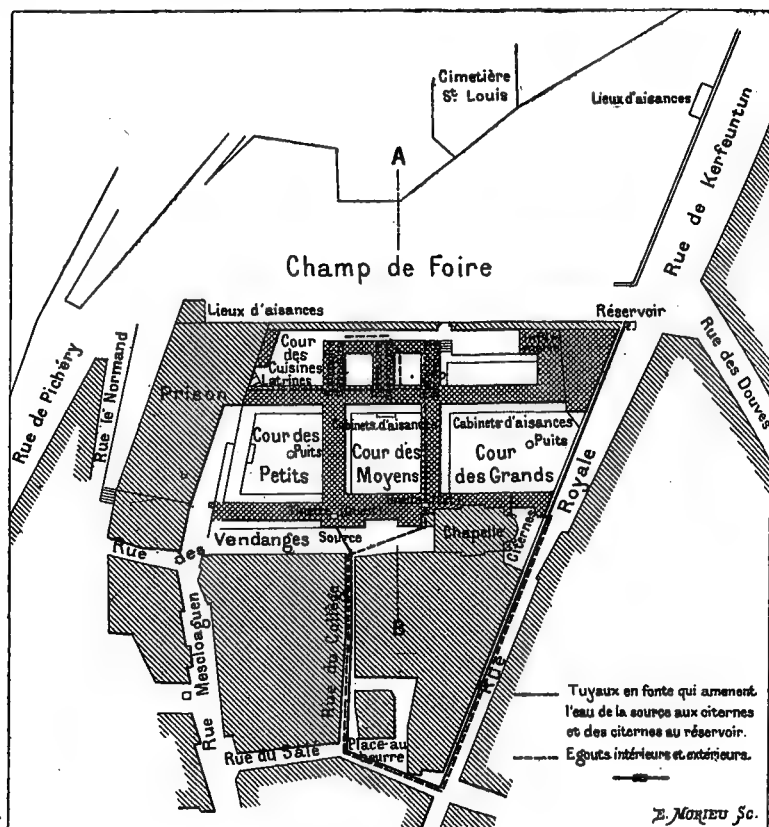 Cimetière
St Louis
Lieux d'aisances
A
Rue de Kerfeuntun
Champ de Foire
Lieux d'aisances
Réservoir
Rue des Douves
Rue de Pichéry
Rue le Normand
Prison
Cour
des
Cuisines
Latrines
Cabinets d'aisances
Cabinets d'aisances
Cour des
Puits
Petits
Cour des
Moyens
Puits
Cour
des Grands
Royale
Rue
Rue des Vendanges
Source
Chapelle
Citernes
Rue Mescloaguen
Rue du Collège
B
Rue du Salé
Place au
beurre
Tuyaux en fonte qui amenent
l'eau de la source aux citernes
et des citernes au réservoir.
Egouts intérieurs et extérieurs.
E. MORIEU Sc.